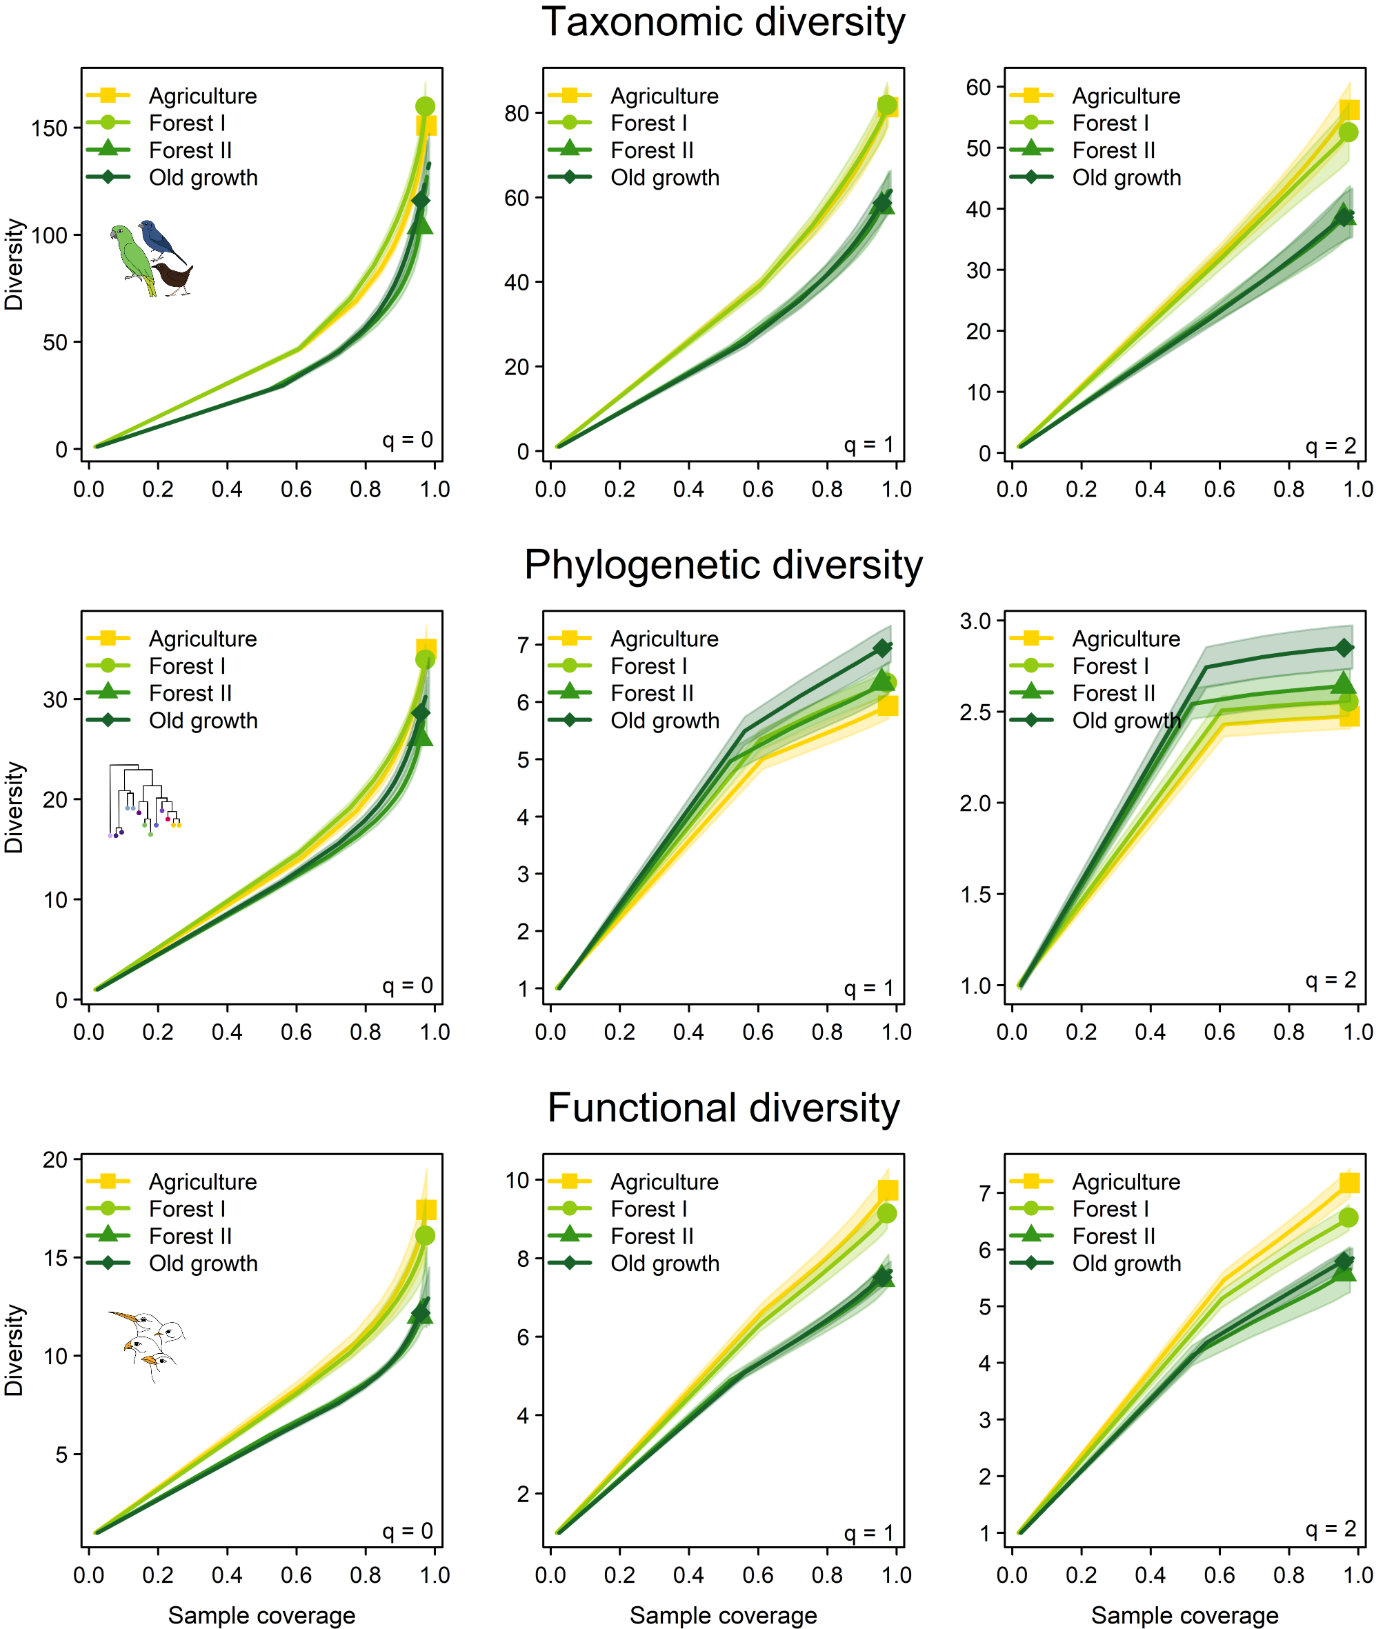 Taxonomic diversity
Diversity
150
100
50
0
Agriculture
Forest I
Forest II
Old growth
q = 0
0.0 0.2 0.4 0.6 0.8 1.0
80
60
40
20
0
Agriculture
Forest I
Forest II
Old growth
q = 1
0.0 0.2 0.4 0.6 0.8 1.0
60
50
40
30
20
10
0
Agriculture
Forest I
Forest II
Old growth
q = 2
0.0 0.2 0.4 0.6 0.8 1.0
Phylogenetic diversity
Diversity
30
20
10
0
Agriculture
Forest I
Forest II
Old growth
q = 0
0.0 0.2 0.4 0.6 0.8 1.0
7
6
5
4
3
2
1
Agriculture
Forest I
Forest II
Old growth
q = 1
0.0 0.2 0.4 0.6 0.8 1.0
3.0
2.5
2.0
1.5
1.0
Agriculture
Forest I
Forest II
Old growth
q = 2
0.0 0.2 0.4 0.6 0.8 1.0
Functional diversity
Diversity
20
15
10
5
Agriculture
Forest I
Forest II
Old growth
q = 0
0.0 0.2 0.4 0.6 0.8 1.0
Sample coverage
10
8
6
4
2
Agriculture
Forest I
Forest II
Old growth
q = 1
0.0 0.2 0.4 0.6 0.8 1.0
Sample coverage
7
6
5
4
3
2
1
Agriculture
Forest I
Forest II
Old growth
q = 2
0.0 0.2 0.4 0.6 0.8 1.0
Sample coverage